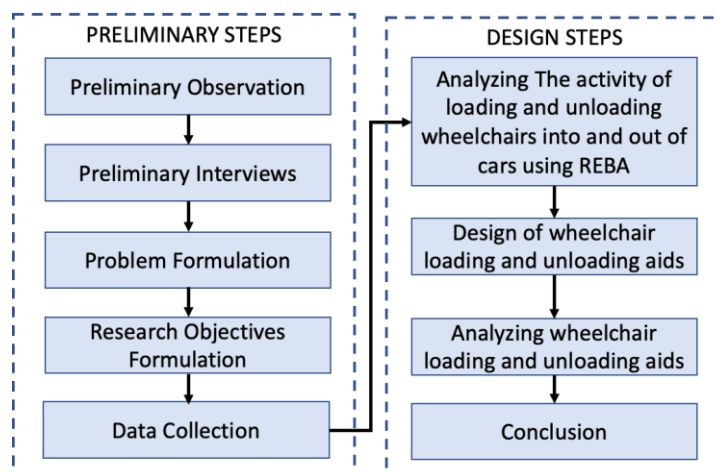 PRELIMINARY STEPS
Preliminary Observation
Preliminary Interviews
Problem Formulation
Research Objectives
Formulation
Data Collection
DESIGN STEPS
Analyzing The activity of
loading and unloading
wheelchairs into and out of
cars using REBA
Design of wheelchair
loading and unloading aids
Analyzing wheelchair
loading and unloading aids
Conclusion